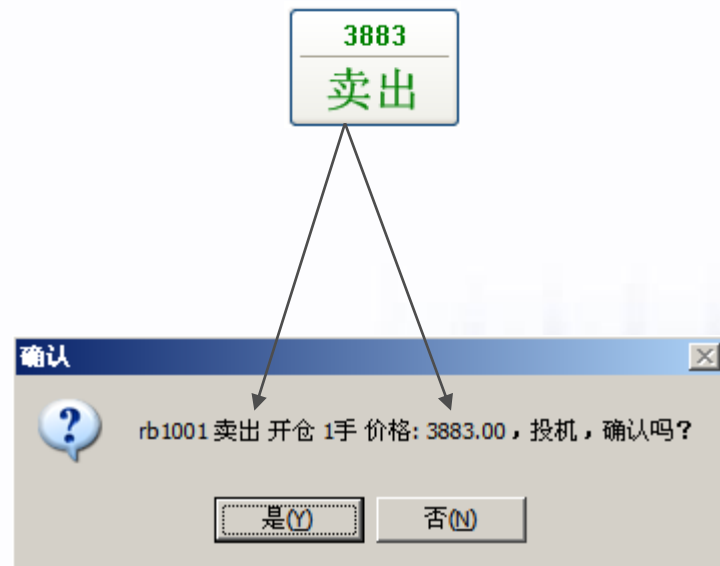 3883
卖出
确认
rb1001 卖出 开仓 1手 价格: 3883.00，投机，确认吗?
是(Y)
否(N)